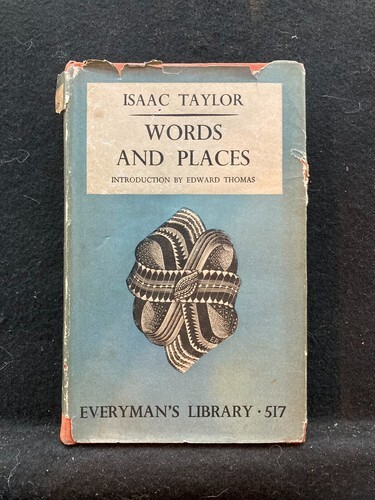 ISAAC TAYLOR
WORDS
AND PLACES
INTRODUCTION BY EDWARD THOMAS
EVERYMAN'S LIBRARY · 517